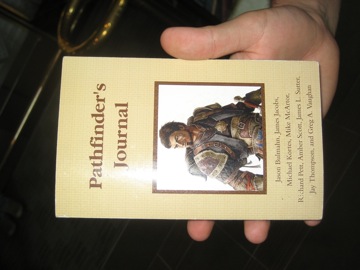 Pathfinder's
Journal
Jason Bulmahn, James Jacobs,
Michael Kortes, Mike McArtor,
Richard Pett, Amber Scott, James L. Sutter,
Jay Thompson, and Greg A. Vaughan